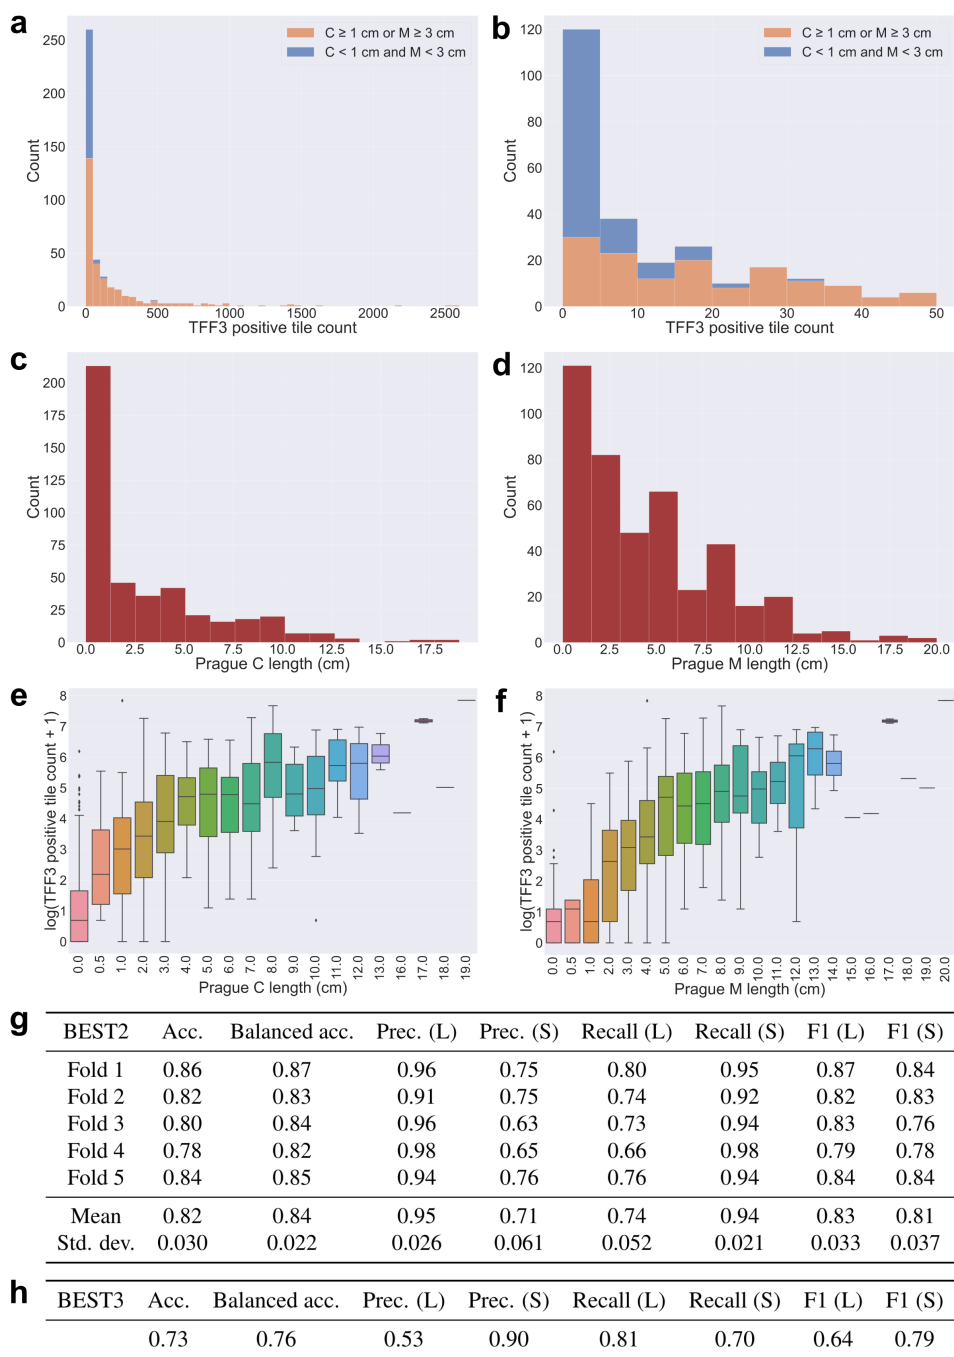 a
C ≥ 1 cm or M ≥ 3 cm
C < 1 cm and M < 3 cm
250
200
150
100
50
0
Count
0 500 1000 1500 2000 2500
TFF3 positive tile count
b
C ≥ 1 cm or M ≥ 3 cm
C < 1 cm and M < 3 cm
120
100
80
60
40
20
0
Count
0 10 20 30 40 50
TFF3 positive tile count
c
200
175
150
125
100
75
50
25
0
Count
0.0 2.5 5.0 7.5 10.0 12.5 15.0 17.5
Prague C length (cm)
d
120
100
80
60
40
20
0
Count
0.0 2.5 5.0 7.5 10.0 12.5 15.0 17.5 20.0
Prague M length (cm)
e
8
7
6
5
4
3
2
1
0
log(TFF3 positive tile count + 1)
0.0 0.5 1.0 2.0 3.0 4.0 5.0 6.0 7.0 8.0 9.0 10.0 11.0 12.0 13.0 16.0 17.0 18.0 19.0
Prague C length (cm)
f
8
7
6
5
4
3
2
1
0
log(TFF3 positive tile count + 1)
0.0 0.5 1.0 2.0 3.0 4.0 5.0 6.0 7.0 8.0 9.0 10.0 11.0 12.0 13.0 14.0 15.0 16.0 17.0 18.0 19.0 20.0
Prague M length (cm)
g
BEST2 Acc. Balanced acc. Prec. (L) Prec. (S) Recall (L) Recall (S) F1 (L) F1 (S)
Fold 1 0.86 0.87 0.96 0.75 0.80 0.95 0.87 0.84
Fold 2 0.82 0.83 0.91 0.75 0.74 0.92 0.82 0.83
Fold 3 0.80 0.84 0.96 0.63 0.73 0.94 0.83 0.76
Fold 4 0.78 0.82 0.98 0.65 0.66 0.98 0.79 0.78
Fold 5 0.84 0.85 0.94 0.76 0.76 0.94 0.84 0.84
Mean 0.82 0.84 0.95 0.71 0.74 0.94 0.83 0.81
Std. dev. 0.030 0.022 0.026 0.061 0.052 0.021 0.033 0.037
h
BEST3 Acc. Balanced acc. Prec. (L) Prec. (S) Recall (L) Recall (S) F1 (L) F1 (S)
0.73 0.76 0.53 0.90 0.81 0.70 0.64 0.79